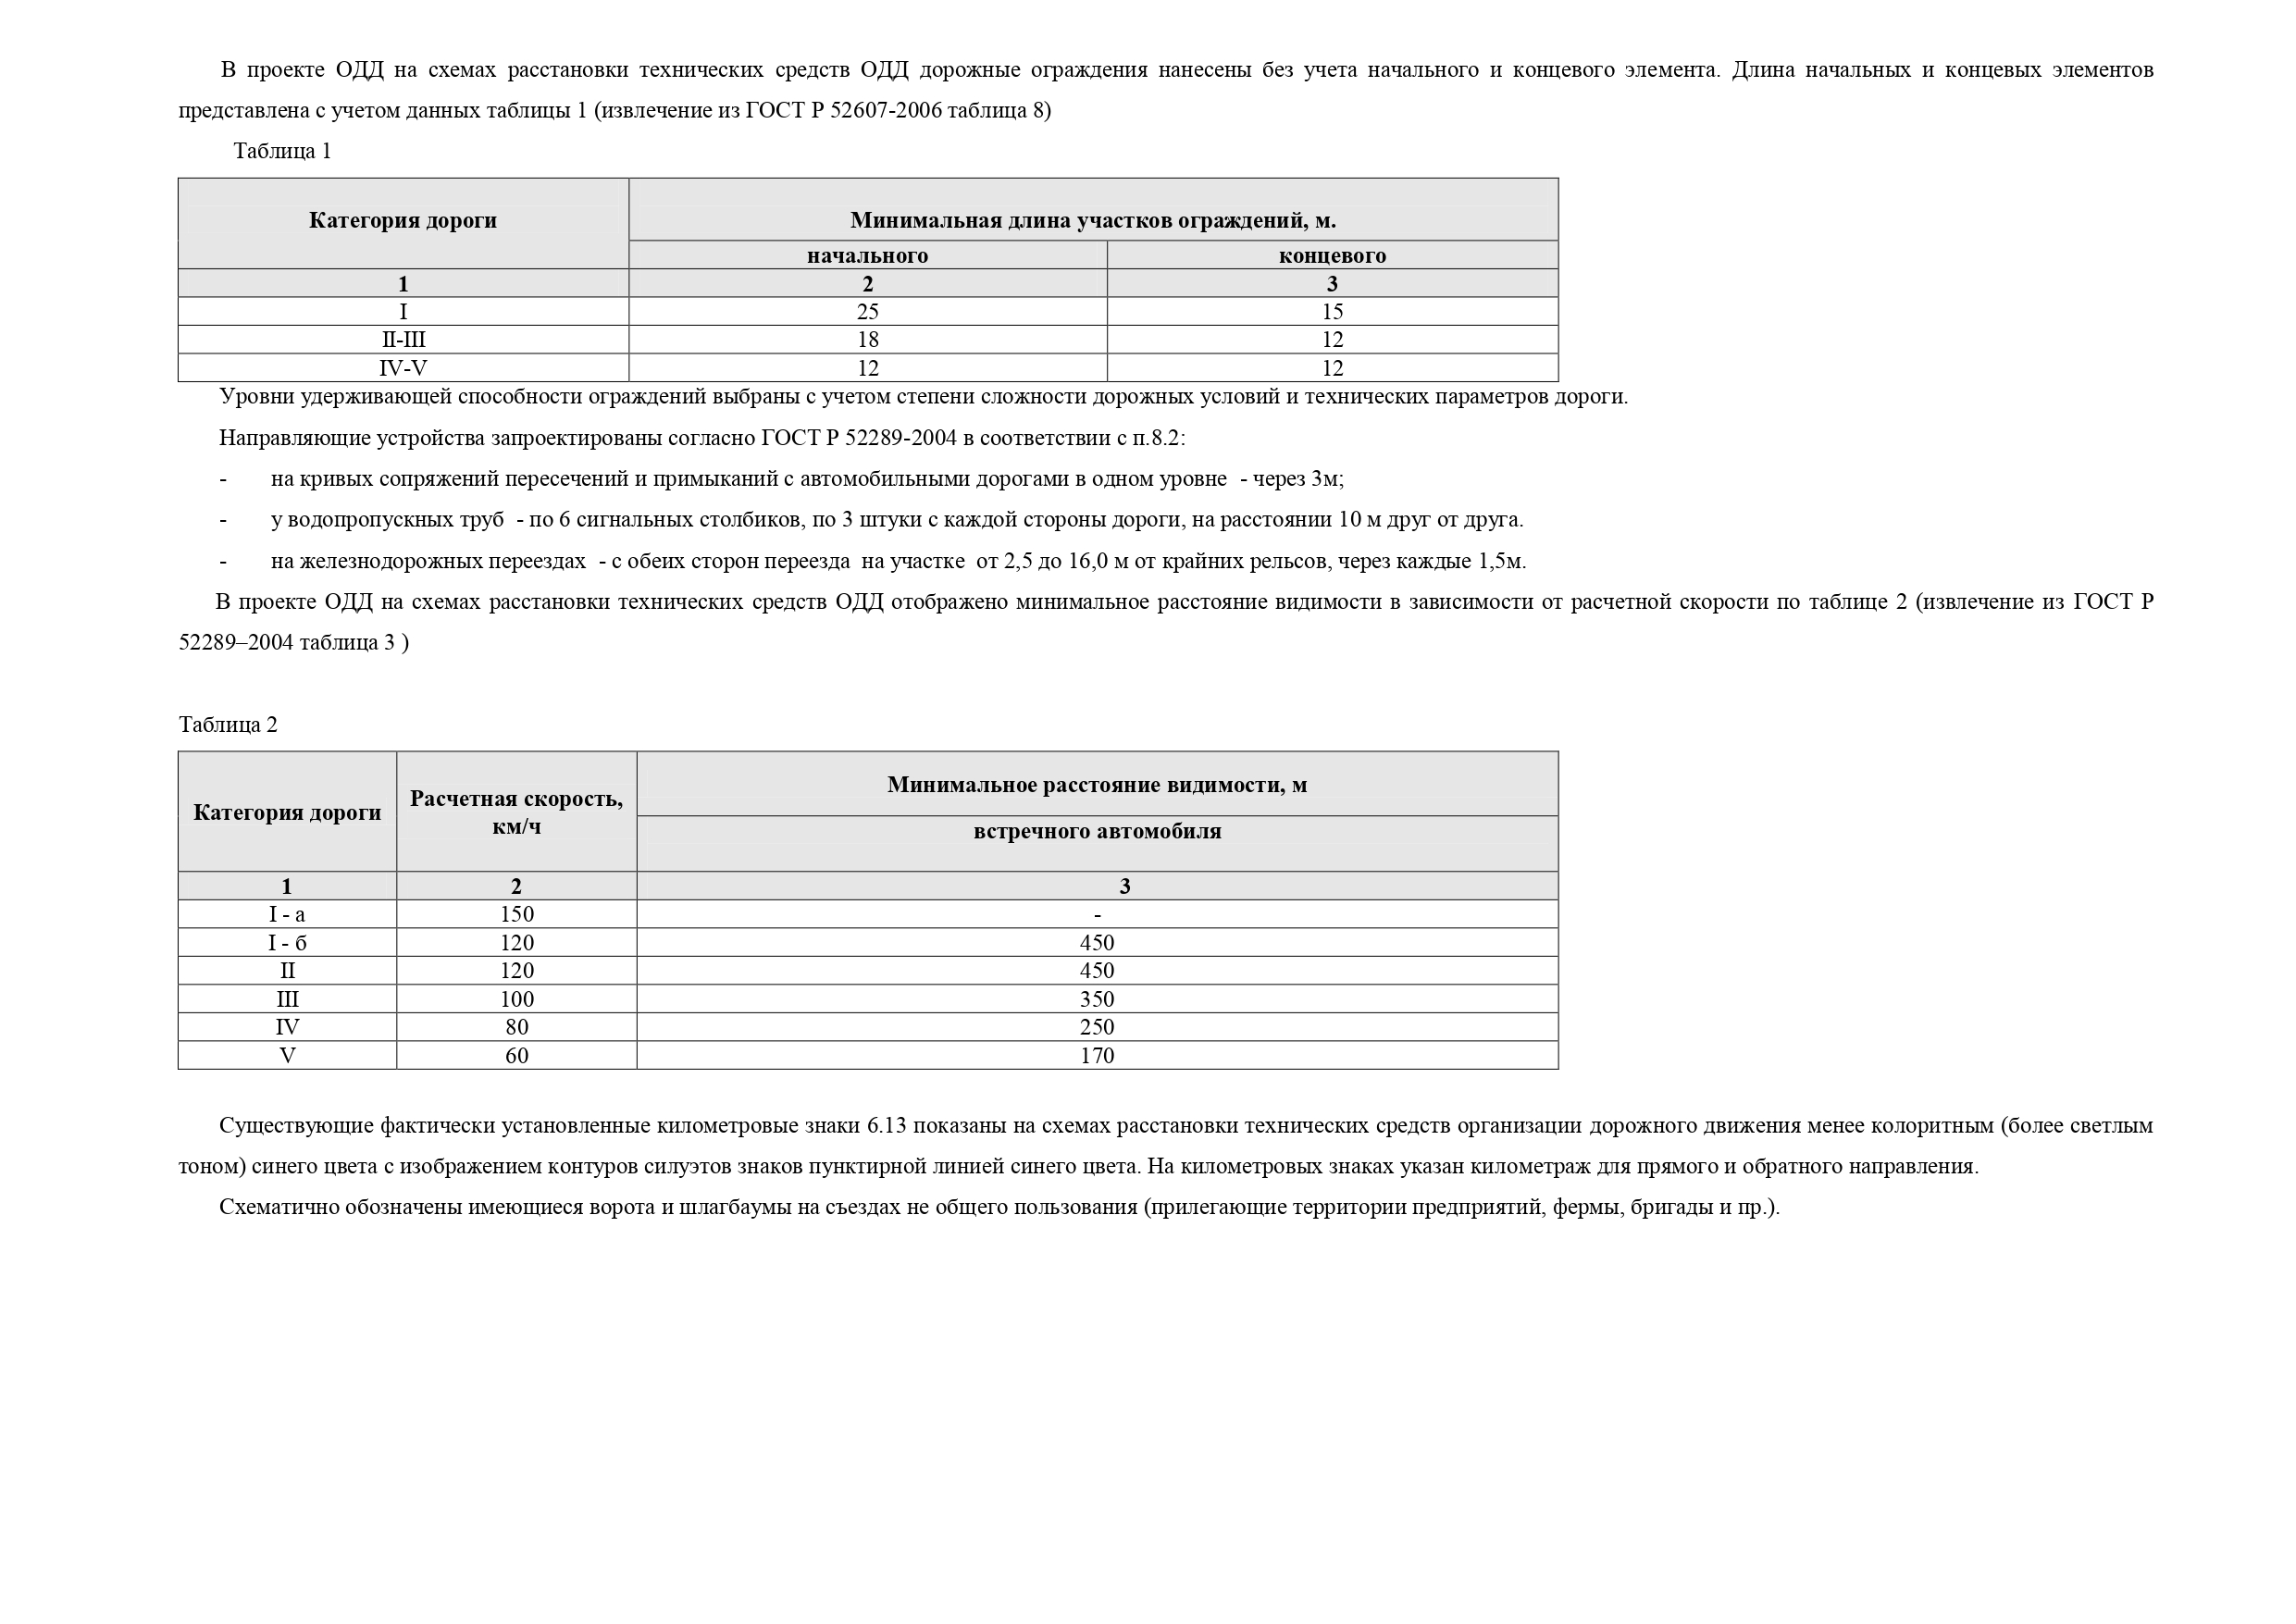 В проекте ОДД на схемах расстановки технических средств ОДД дорожные ограждения нанесены без учета начального и концевого элемента. Длина начальных и концевых элементов
представлена с учетом данных таблицы 1 (извлечение из ГОСТ Р 52607-2006 таблица 8)
Таблица 1
Категория дороги Минимальная длина участков ограждений, м.
начального концевого
1 2 3
I 25 15
II-III 18 12
IV-V 12 12
Уровни удерживающей способности ограждений выбраны с учетом степени сложности дорожных условий и технических параметров дороги.
Направляющие устройства запроектированы согласно ГОСТ Р 52289-2004 в соответствии с п.8.2:
- на кривых сопряжений пересечений и примыканий с автомобильными дорогами в одном уровне - через 3м;
- у водопропускных труб - по 6 сигнальных столбиков, по 3 штуки с каждой стороны дороги, на расстоянии 10 м друг от друга.
- на железнодорожных переездах - с обеих сторон переезда на участке от 2,5 до 16,0 м от крайних рельсов, через каждые 1,5м.
В проекте ОДД на схемах расстановки технических средств ОДД отображено минимальное расстояние видимости в зависимости от расчетной скорости по таблице 2 (извлечение из ГОСТ Р
52289–2004 таблица 3 )
Таблица 2
Категория дороги Расчетная скорость, км/ч Минимальное расстояние видимости, м
встречного автомобиля
1 2 3
I - а 150 -
I - б 120 450
II 120 450
III 100 350
IV 80 250
V 60 170
Существующие фактически установленные километровые знаки 6.13 показаны на схемах расстановки технических средств организации дорожного движения менее колоритным (более светлым
тоном) синего цвета с изображением контуров силуэтов знаков пунктирной линией синего цвета. На километровых знаках указан километраж для прямого и обратного направления.
Схематично обозначены имеющиеся ворота и шлагбаумы на съездах не общего пользования (прилегающие территории предприятий, фермы, бригады и пр.).